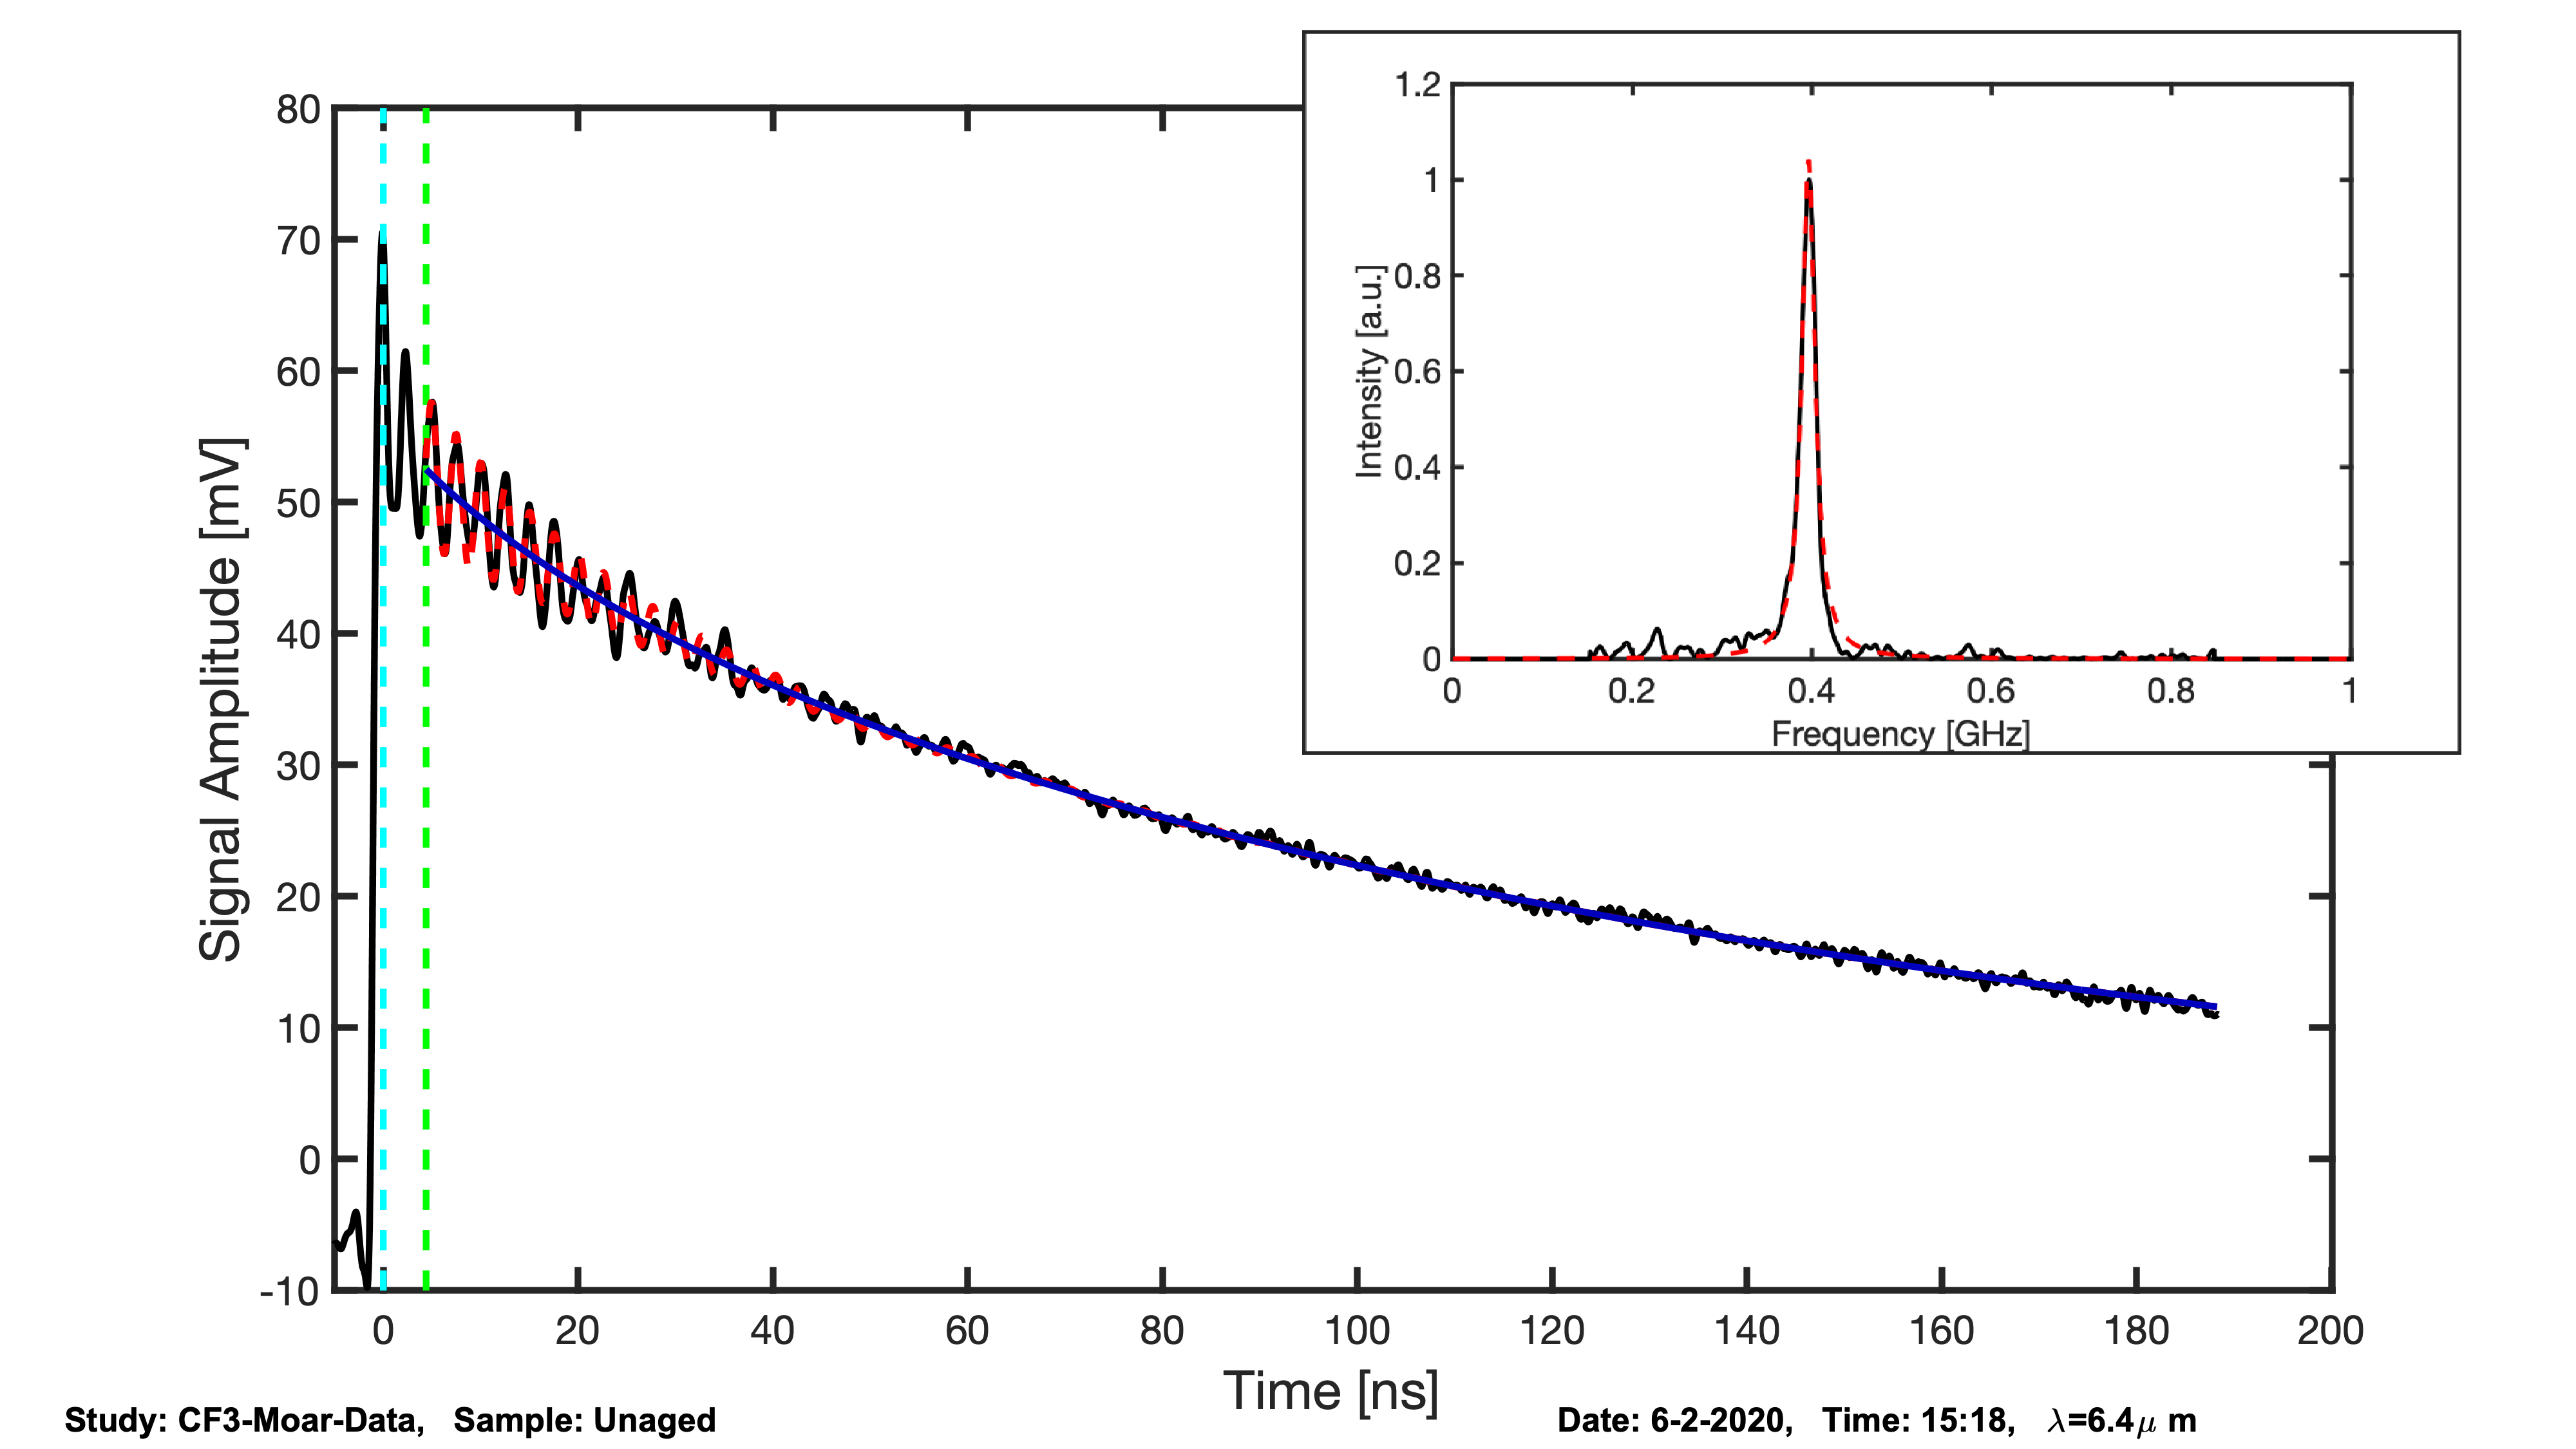 1.2
1
0.8
0.6
0.4
0.2
0
0 0.2 0.4 0.6 0.8 1
Intensity [a.u.]
Frequency [GHz]
80
70
60
50
40
30
20
10
0
-10
Signal Amplitude [mV]
0 20 40 60 80 100 120 140 160 180 200
Time [ns]
Study: CF3-Moar-Data, Sample: Unaged
Date: 6-2-2020, Time: 15:18, λ=6.4μ m